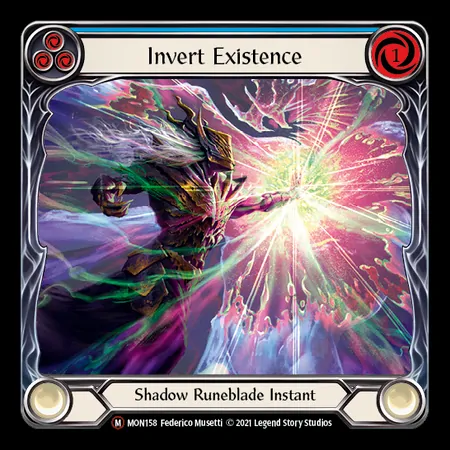 Invert Existence
1
Shadow Runeblade Instant
M MON158 Federico Musetti © 2021 Legend Story Studios